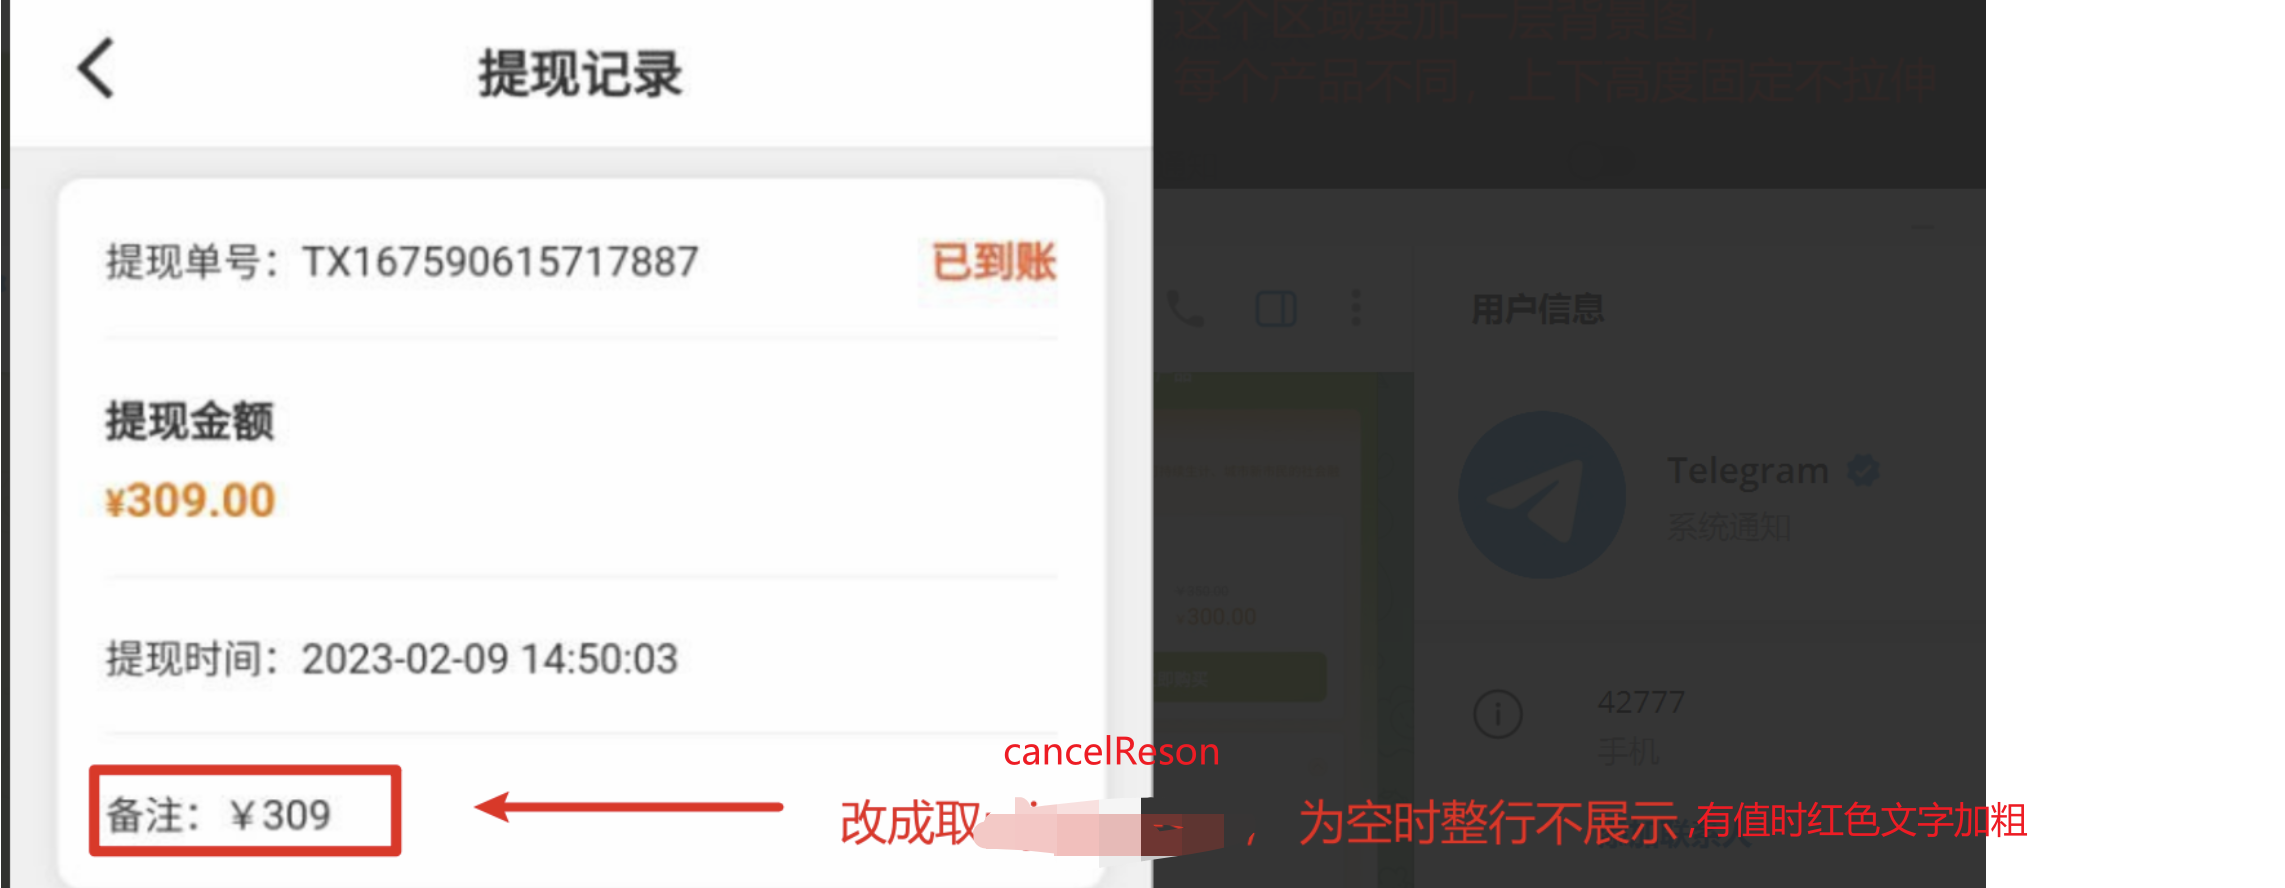 这个区域要加一层背景图,
每个产品不同，上下高度固定不拉伸
提现记录
提现单号：TX167590615717887
已到账
用户信息
提现金额
¥309.00
Telegram
系统通知
¥300.00
提现时间：2023-02-09 14:50:03
42777
手机
cancelReson
备注：￥309
改成取
，为空时整行不展示
有值时红色文字加粗